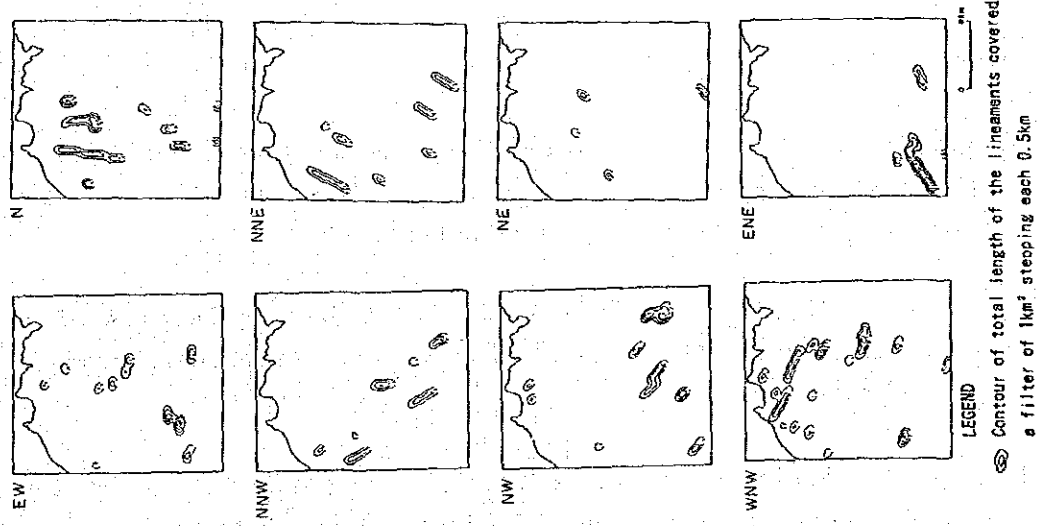 N
NNE
NE
ENE
EW
NNW
NW
WNW
0
LEGEND
Contour of total length of the lineaments covered
a filter of 1km² stepping each 0.5km